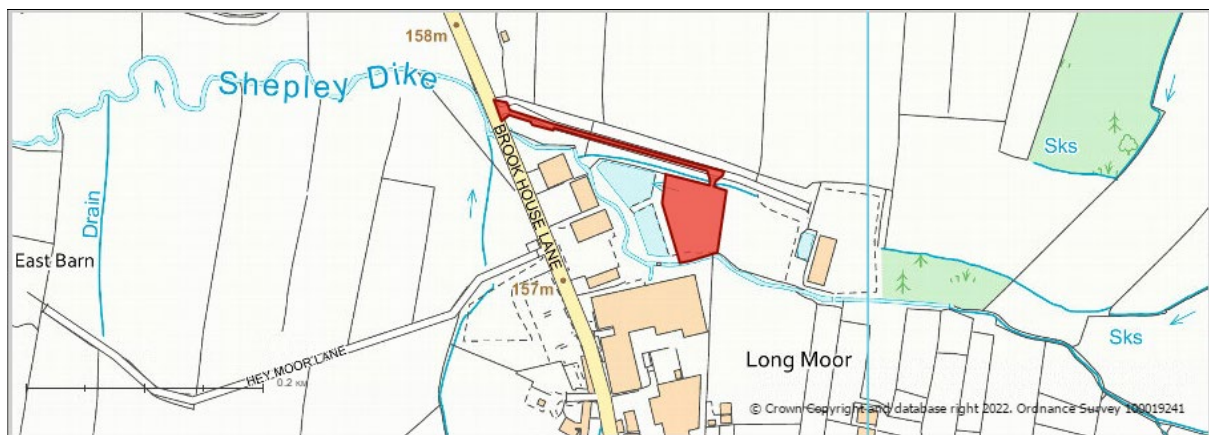 158m
Shepley Dike
Sks
Drain
BROOK HOUSE LANE
East Barn
157m
Sks
HEY MOOR LANE
Long Moor
0.2 KM
© Crown Copyright and database right 2022. Ordnance Survey 100019241